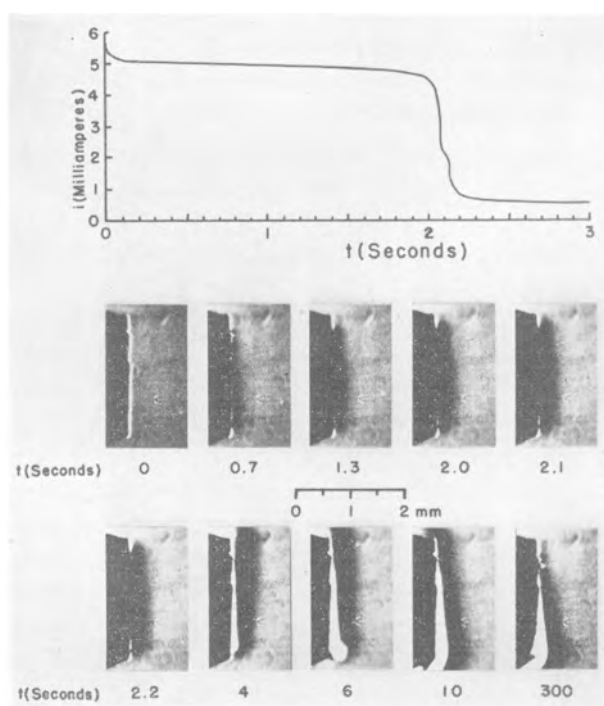 6
5
4
3
2
1
0
i (Milliamperes)
0 1 2 3
t (Seconds)
t (Seconds) 0 0.7 1.3 2.0 2.1
0 1 2 mm
t (Seconds) 2.2 4 6 10 300